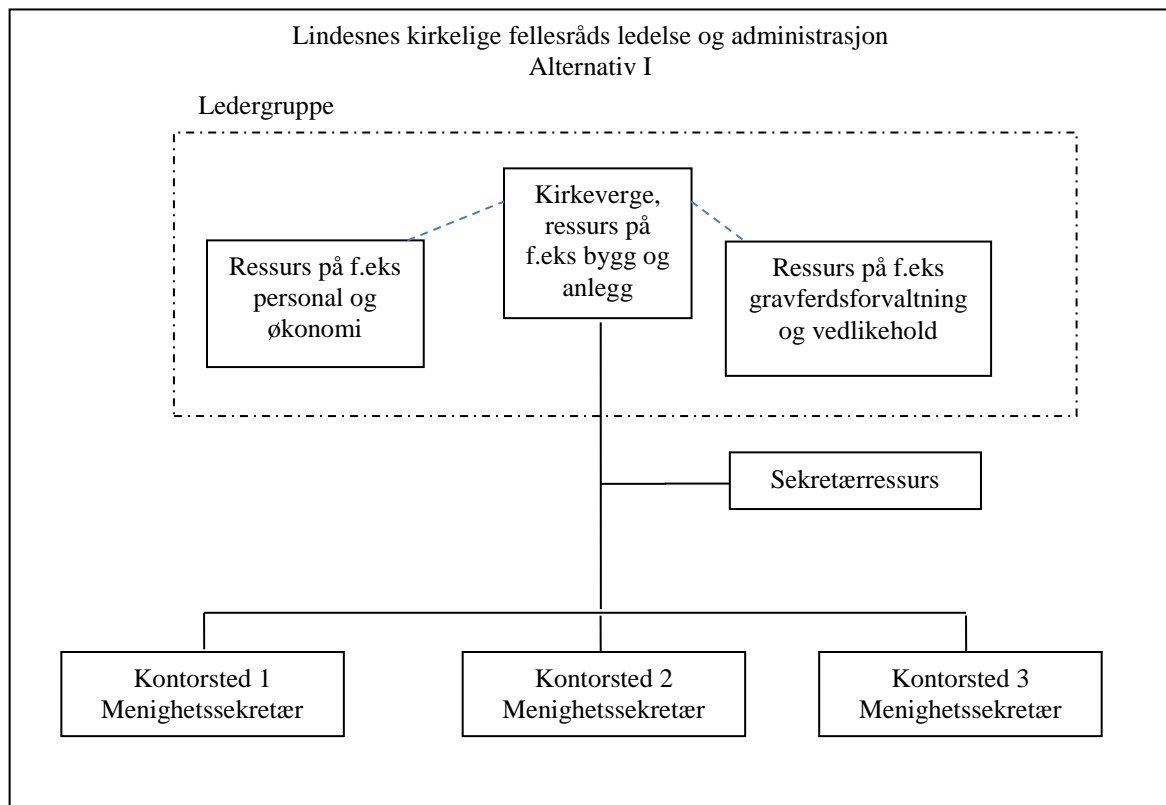 Lindesnes kirkelige fellesråds ledelse og administrasjon
Alternativ I
Ledergruppe
Kirkeverge,
ressurs på
f.eks bygg og
anlegg
Ressurs på f.eks
personal og
økonomi
Ressurs på f.eks
gravferdsforvaltning
og vedlikehold
Sekretærressurs
Kontorsted 1
Menighetssekretær
Kontorsted 2
Menighetssekretær
Kontorsted 3
Menighetssekretær